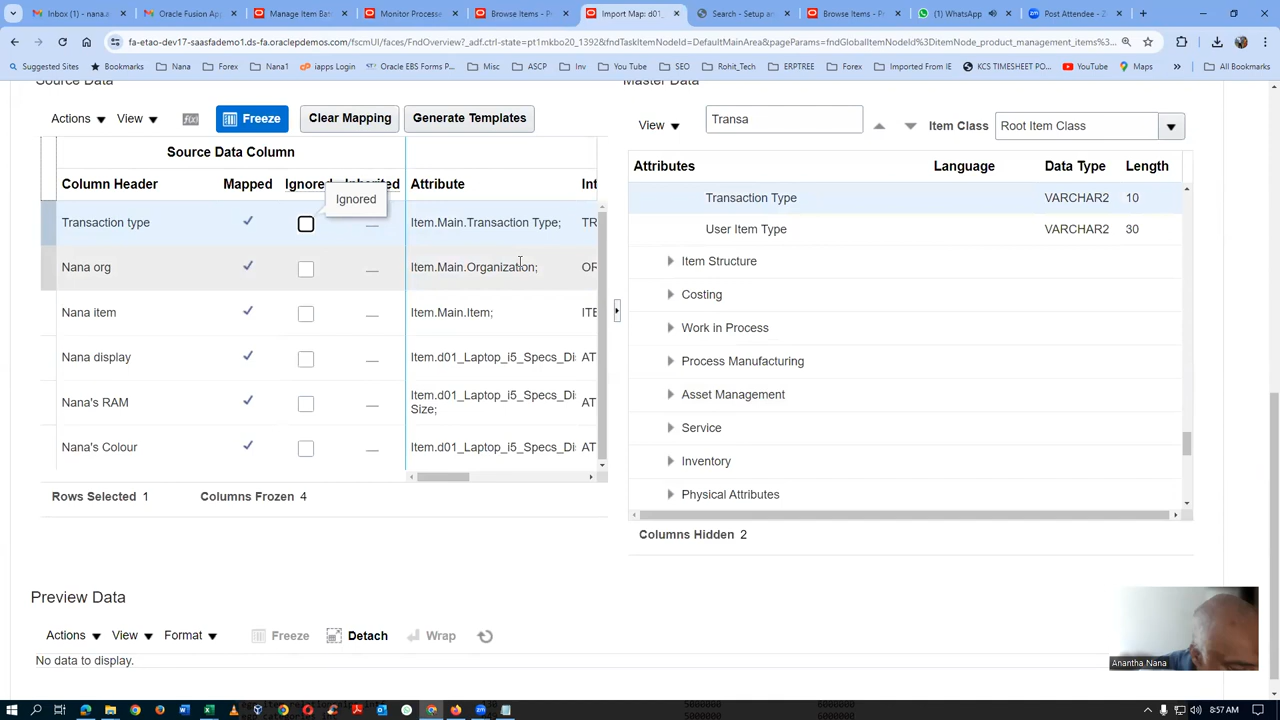 Inbox (1) - nana
Oracle Fusion App
Manage Item Bat
Monitor Processe
Browse Items - P
Import Map: d01_
Search - Setup an
Browse Items - P
(1) WhatsApp
Post Attendee - Z
fa-etao-dev17-saasfademo1.ds-fa.oraclepdemos.com/fscmUI/faces/FndOverview?_adf.ctrl-state=pt1mkbo20_1392&fndTaskItemNodeId=DefaultMainArea&pageParams=fndGlobalItemNodeId%3DitemNode_product_management_items%3...
Suggested Sites
Bookmarks
Nana
Forex
Nana1
iapps Login
Oracle EBS Forms P...
Misc
ASCP
Inv
You Tube
SEO
Rohit_Tech
ERPTREE
Forex
Imported From IE
KCS TIMESHEET PO...
YouTube
Maps
»
All Bookmarks
Source Data
Master Data
Actions View Freeze Clear Mapping Generate Templates
View Transa Item Class Root Item Class
Source Data Column
Column Header Mapped Ignored Inherited Attribute Int
Ignored
Transaction type Item.Main.Transaction Type; TR
Nana org Item.Main.Organization; OR
Nana item Item.Main.Item; ITE
Nana display Item.d01_Laptop_i5_Specs_Di AT
Nana's RAM Item.d01_Laptop_i5_Specs_Di AT
Size;
Nana's Colour Item.d01_Laptop_i5_Specs_Di AT
Rows Selected 1 Columns Frozen 4
Attributes Language Data Type Length
Transaction Type VARCHAR2 10
User Item Type VARCHAR2 30
Item Structure
Costing
Work in Process
Process Manufacturing
Asset Management
Service
Inventory
Physical Attributes
Columns Hidden 2
Preview Data
Actions View Format Freeze Detach Wrap
No data to display.
Anantha_Nana
8:57 AM